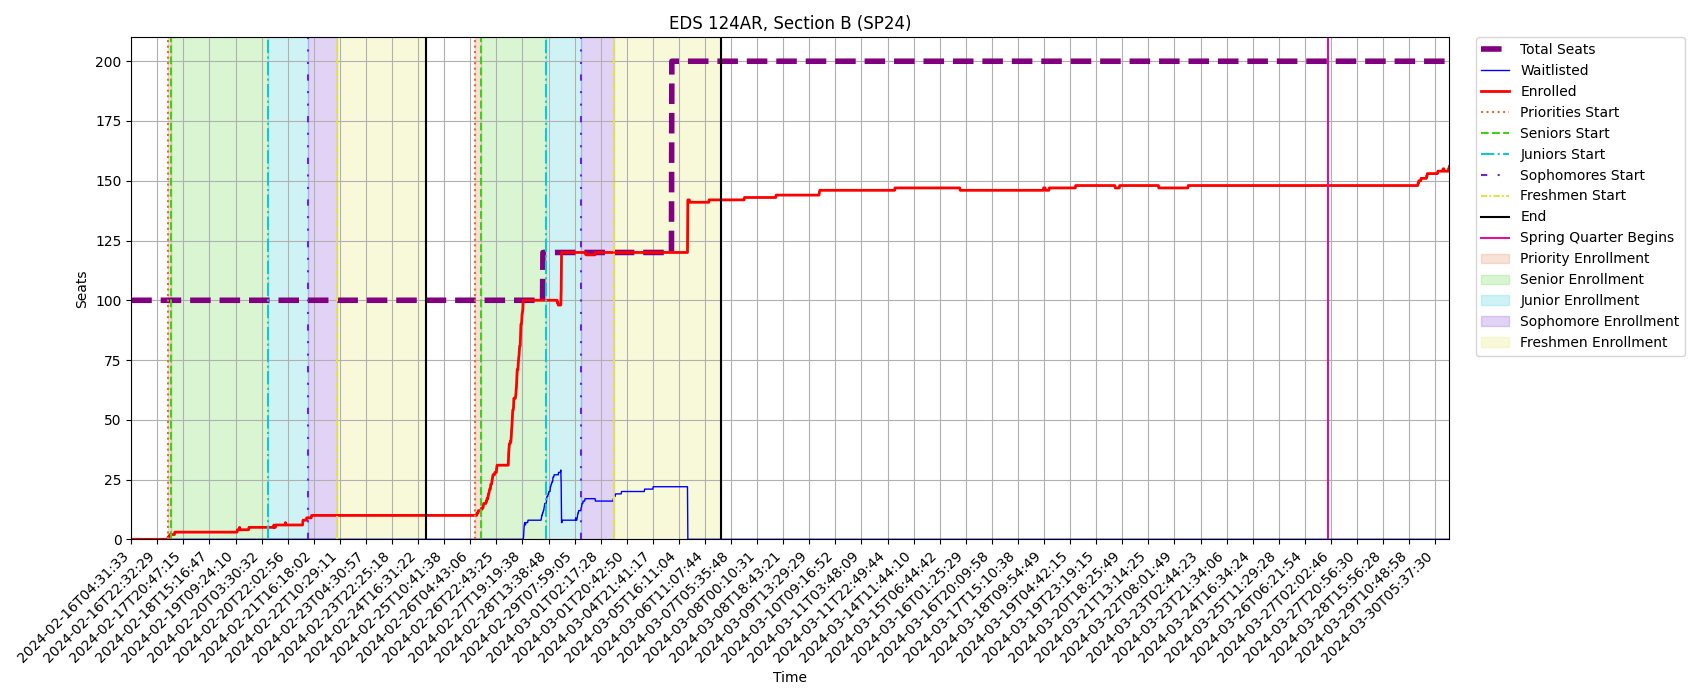 EDS 124AR, Section B (SP24)
Seats
200
175
150
125
100
75
50
25
0
2024-02-16T04:31:33
2024-02-16T22:32:29
2024-02-17T20:47:15
2024-02-18T15:16:47
2024-02-19T09:24:10
2024-02-20T03:30:32
2024-02-20T22:02:56
2024-02-21T16:18:02
2024-02-22T10:29:11
2024-02-23T04:30:57
2024-02-23T22:25:18
2024-02-24T16:31:22
2024-02-25T10:41:38
2024-02-26T04:43:06
2024-02-26T22:43:25
2024-02-27T19:19:38
2024-02-28T13:38:48
2024-02-29T07:59:05
2024-03-01T02:17:28
2024-03-01T20:42:50
2024-03-04T21:41:17
2024-03-05T16:11:04
2024-03-06T11:07:44
2024-03-07T05:35:48
2024-03-08T00:10:31
2024-03-08T18:43:21
2024-03-09T13:29:29
2024-03-10T09:16:52
2024-03-11T03:48:09
2024-03-11T22:49:44
2024-03-14T11:44:10
2024-03-15T06:44:42
2024-03-16T01:25:29
2024-03-16T20:09:58
2024-03-17T15:10:38
2024-03-18T09:54:49
2024-03-19T04:42:15
2024-03-19T23:19:15
2024-03-20T18:25:49
2024-03-21T13:14:25
2024-03-22T08:01:49
2024-03-23T02:44:23
2024-03-23T21:34:06
2024-03-24T16:34:24
2024-03-25T11:29:28
2024-03-26T06:21:54
2024-03-27T02:02:46
2024-03-27T20:56:30
2024-03-28T15:56:28
2024-03-29T10:48:58
2024-03-30T05:37:30
Time
Total Seats
Waitlisted
Enrolled
Priorities Start
Seniors Start
Juniors Start
Sophomores Start
Freshmen Start
End
Spring Quarter Begins
Priority Enrollment
Senior Enrollment
Junior Enrollment
Sophomore Enrollment
Freshmen Enrollment